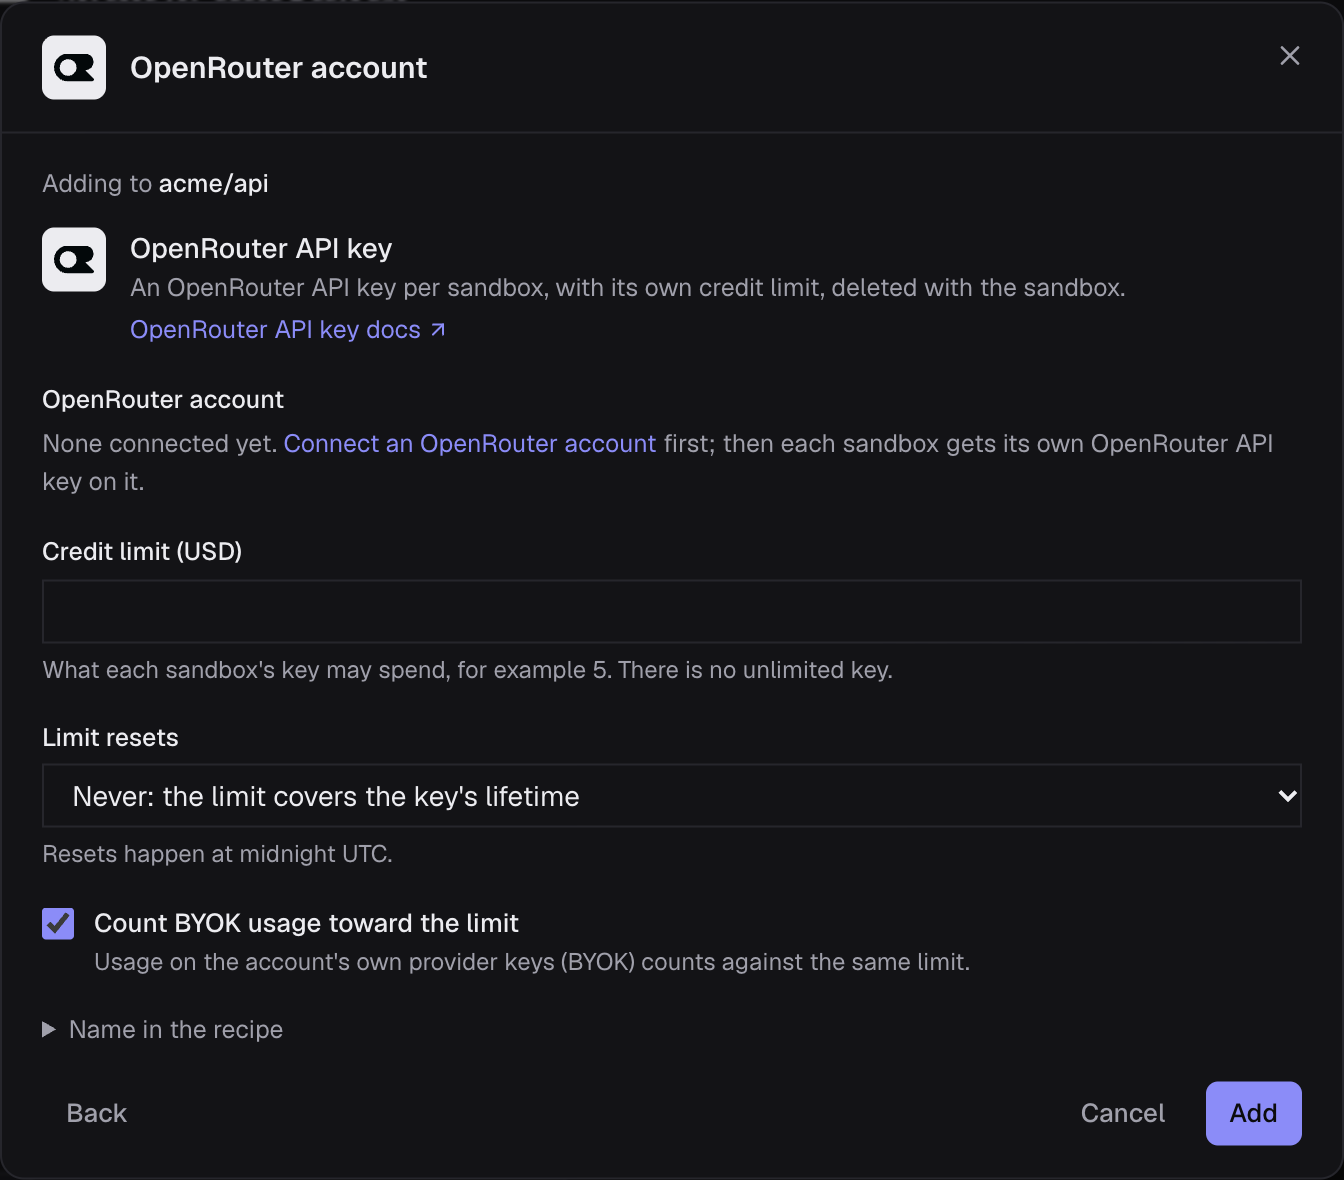 OpenRouter account
Adding to acme/api
OpenRouter API key
An OpenRouter API key per sandbox, with its own credit limit, deleted with the sandbox.
OpenRouter API key docs ↗
OpenRouter account
None connected yet. Connect an OpenRouter account first; then each sandbox gets its own OpenRouter API
key on it.
Credit limit (USD)
What each sandbox's key may spend, for example 5. There is no unlimited key.
Limit resets
Never: the limit covers the key's lifetime
Resets happen at midnight UTC.
Count BYOK usage toward the limit
Usage on the account's own provider keys (BYOK) counts against the same limit.
Name in the recipe
Back
Cancel
Add